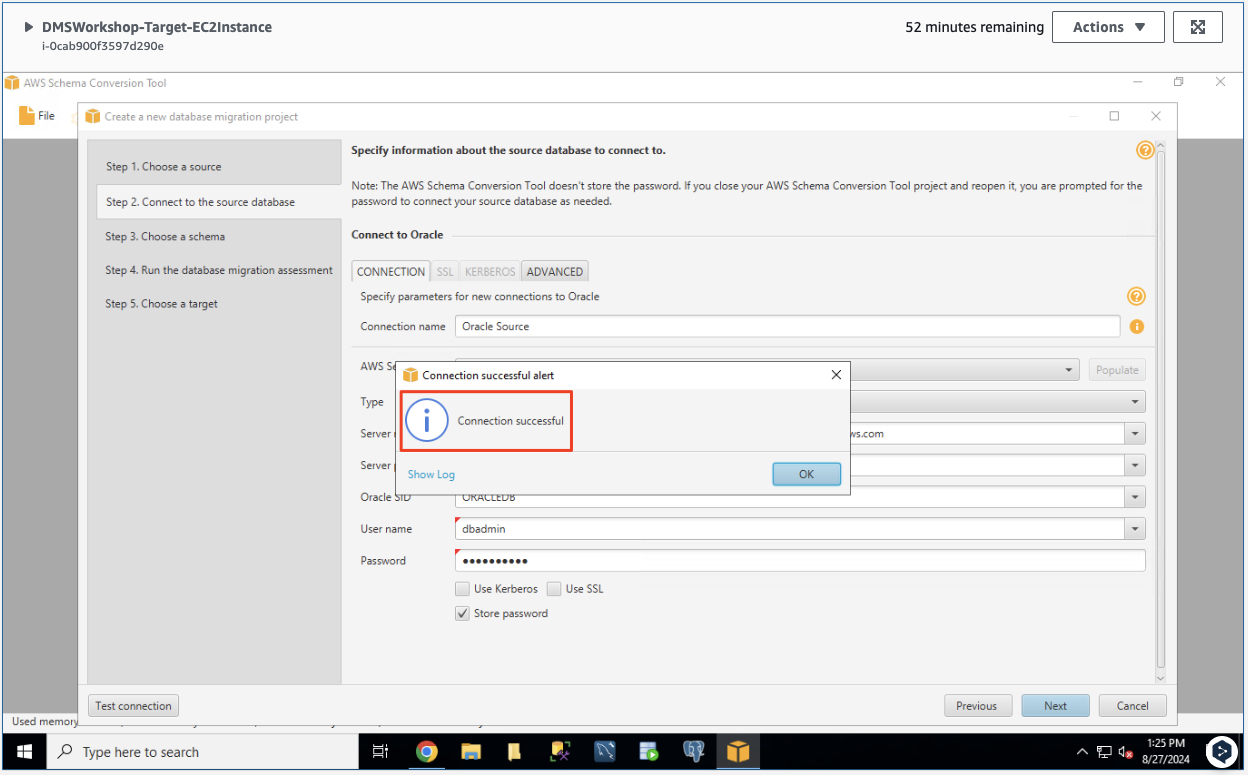 DMSWorkshop-Target-EC2Instance
i-0cab900f3597d290e
52 minutes remaining
Actions
AWS Schema Conversion Tool
File
Create a new database migration project
Step 1. Choose a source
Step 2. Connect to the source database
Step 3. Choose a schema
Step 4. Run the database migration assessment
Step 5. Choose a target
Specify information about the source database to connect to.
Note: The AWS Schema Conversion Tool doesn't store the password. If you close your AWS Schema Conversion Tool project and reopen it, you are prompted for the
password to connect your source database as needed.
Connect to Oracle
CONNECTION SSL KERBEROS ADVANCED
Specify parameters for new connections to Oracle
Connection name Oracle Source
AWS Se
Populate
Connection successful alert
Type
Connection successful
Server
ws.com
Server
Show Log
OK
Oracle SID ORACLEDB
User name dbadmin
Password ••••••••••
Use Kerberos Use SSL
Store password
Test connection Previous Next Cancel
Used memory
Type here to search
1:25 PM
8/27/2024